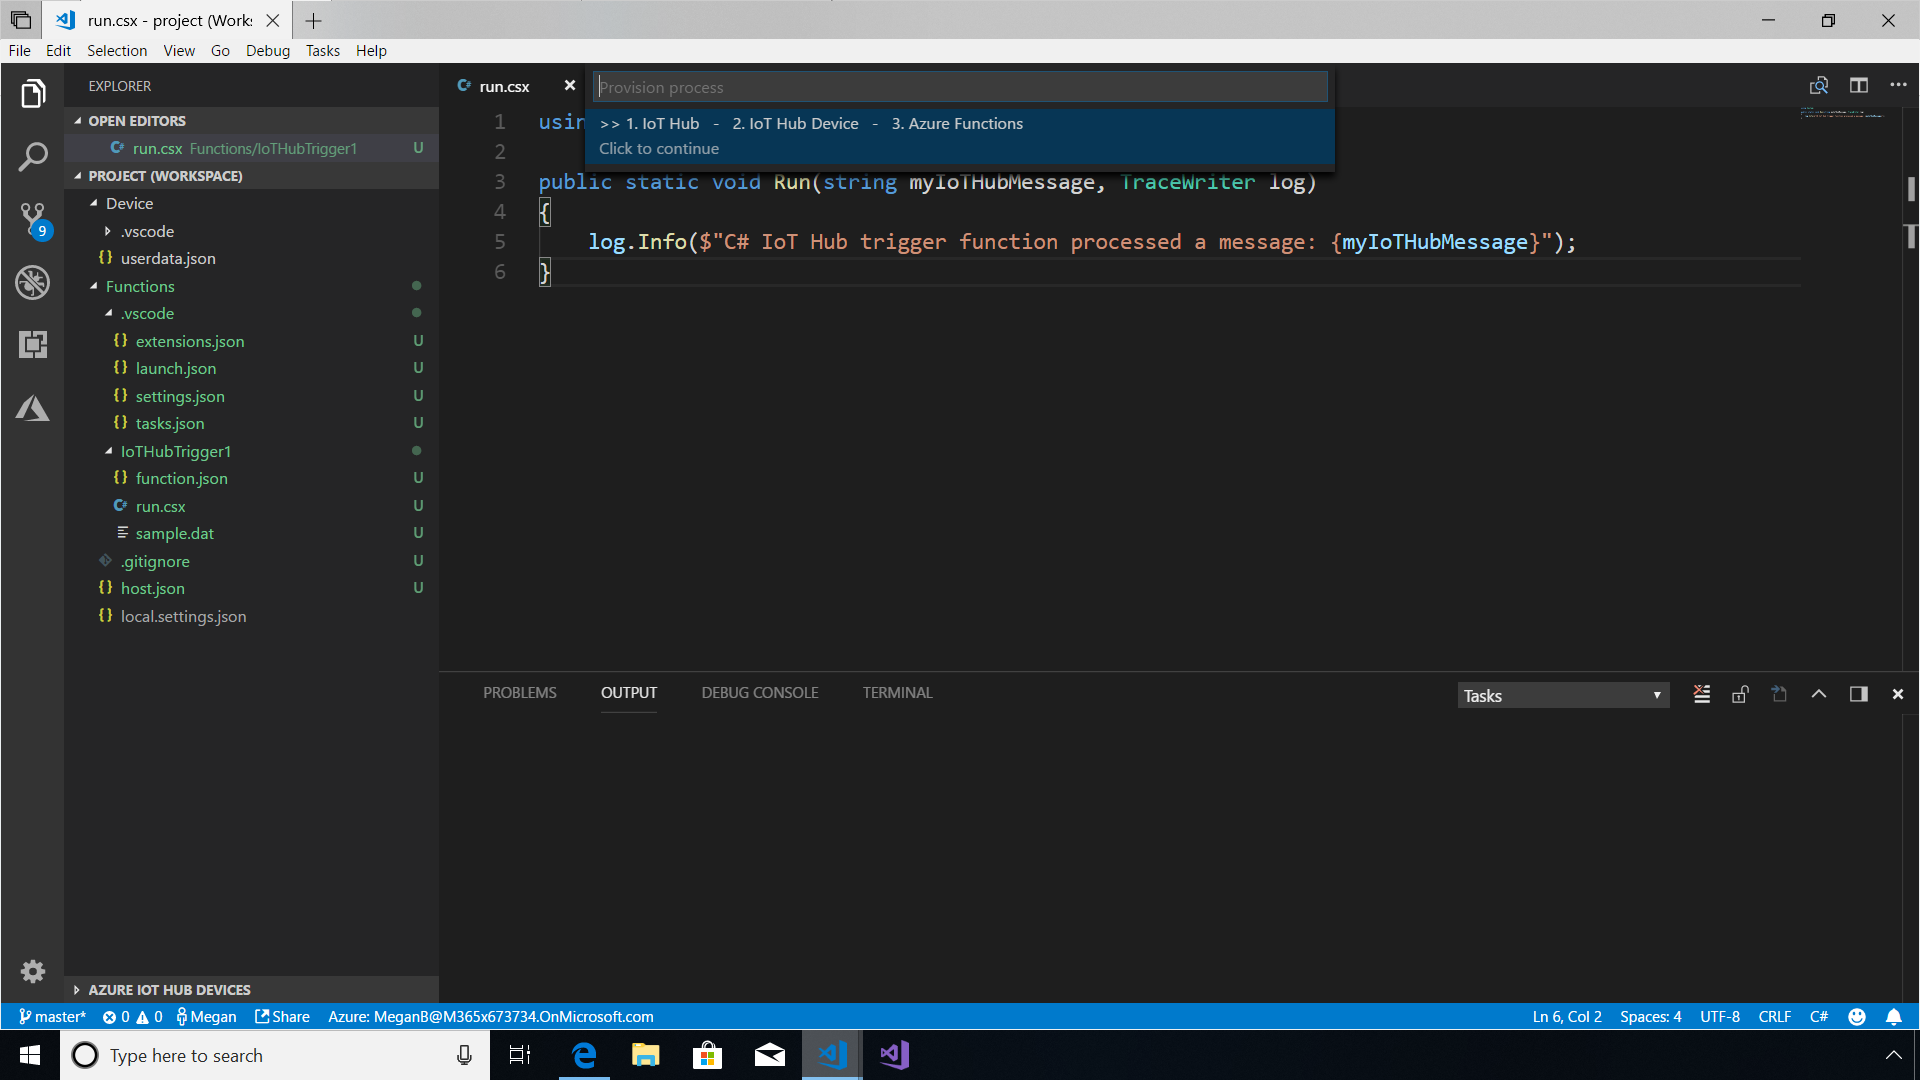 run.csx - project (Works
File Edit Selection View Go Debug Tasks Help
EXPLORER
OPEN EDITORS
run.csx Functions/IoTHubTrigger1 U
PROJECT (WORKSPACE)
Device
.vscode
{} userdata.json
Functions
.vscode
{} extensions.json U
{} launch.json U
{} settings.json U
{} tasks.json U
IoTHubTrigger1
{} function.json U
C# run.csx U
sample.dat U
.gitignore U
{} host.json U
{} local.settings.json
AZURE IOT HUB DEVICES
9
C# run.csx
Provision process
>> 1. IoT Hub - 2. IoT Hub Device - 3. Azure Functions
Click to continue
1 usin
2
3 public static void Run(string myIoTHubMessage, TraceWriter log)
4 {
5 log.Info($"C# IoT Hub trigger function processed a message: {myIoTHubMessage}");
6 }
PROBLEMS OUTPUT DEBUG CONSOLE TERMINAL
Tasks
master* 0 0 Megan Share Azure: MeganB@M365x673734.OnMicrosoft.com
Ln 6, Col 2 Spaces: 4 UTF-8 CRLF C#
Type here to search